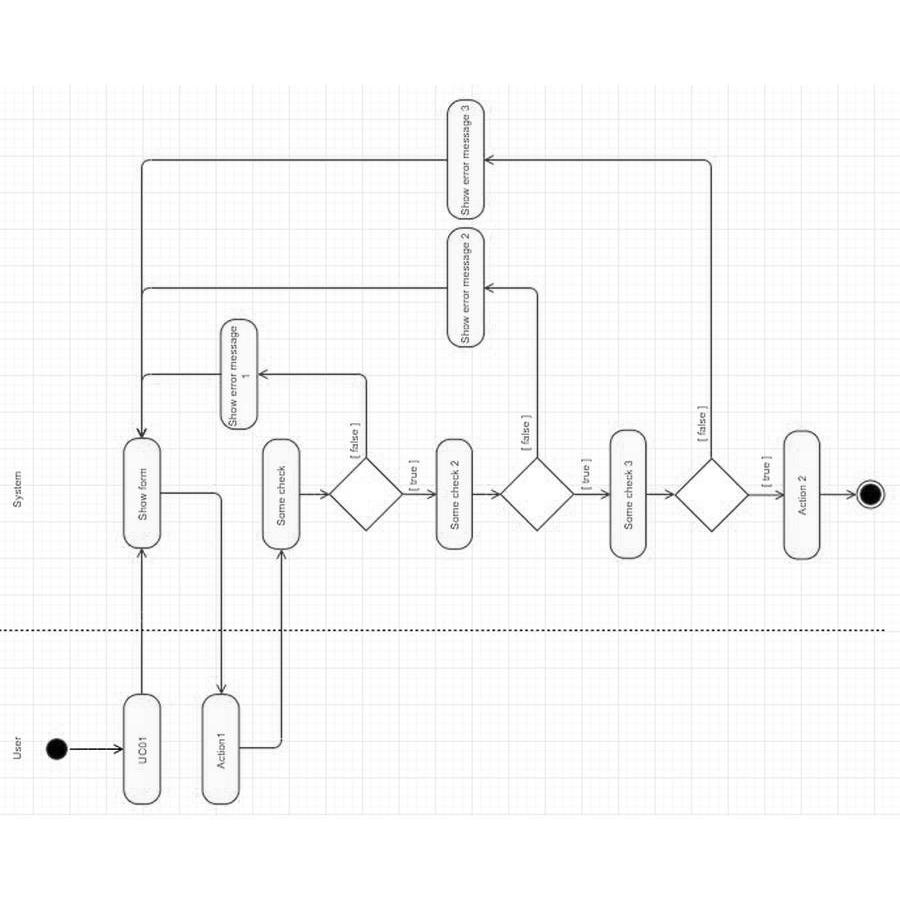 User
System
UC01
Show form
Action1
Show error message
1
Some check
[ false ]
[ true ]
Some check 2
Show error message 2
[ false ]
[ true ]
Some check 3
Show error message 3
[ false ]
[ true ]
Action 2